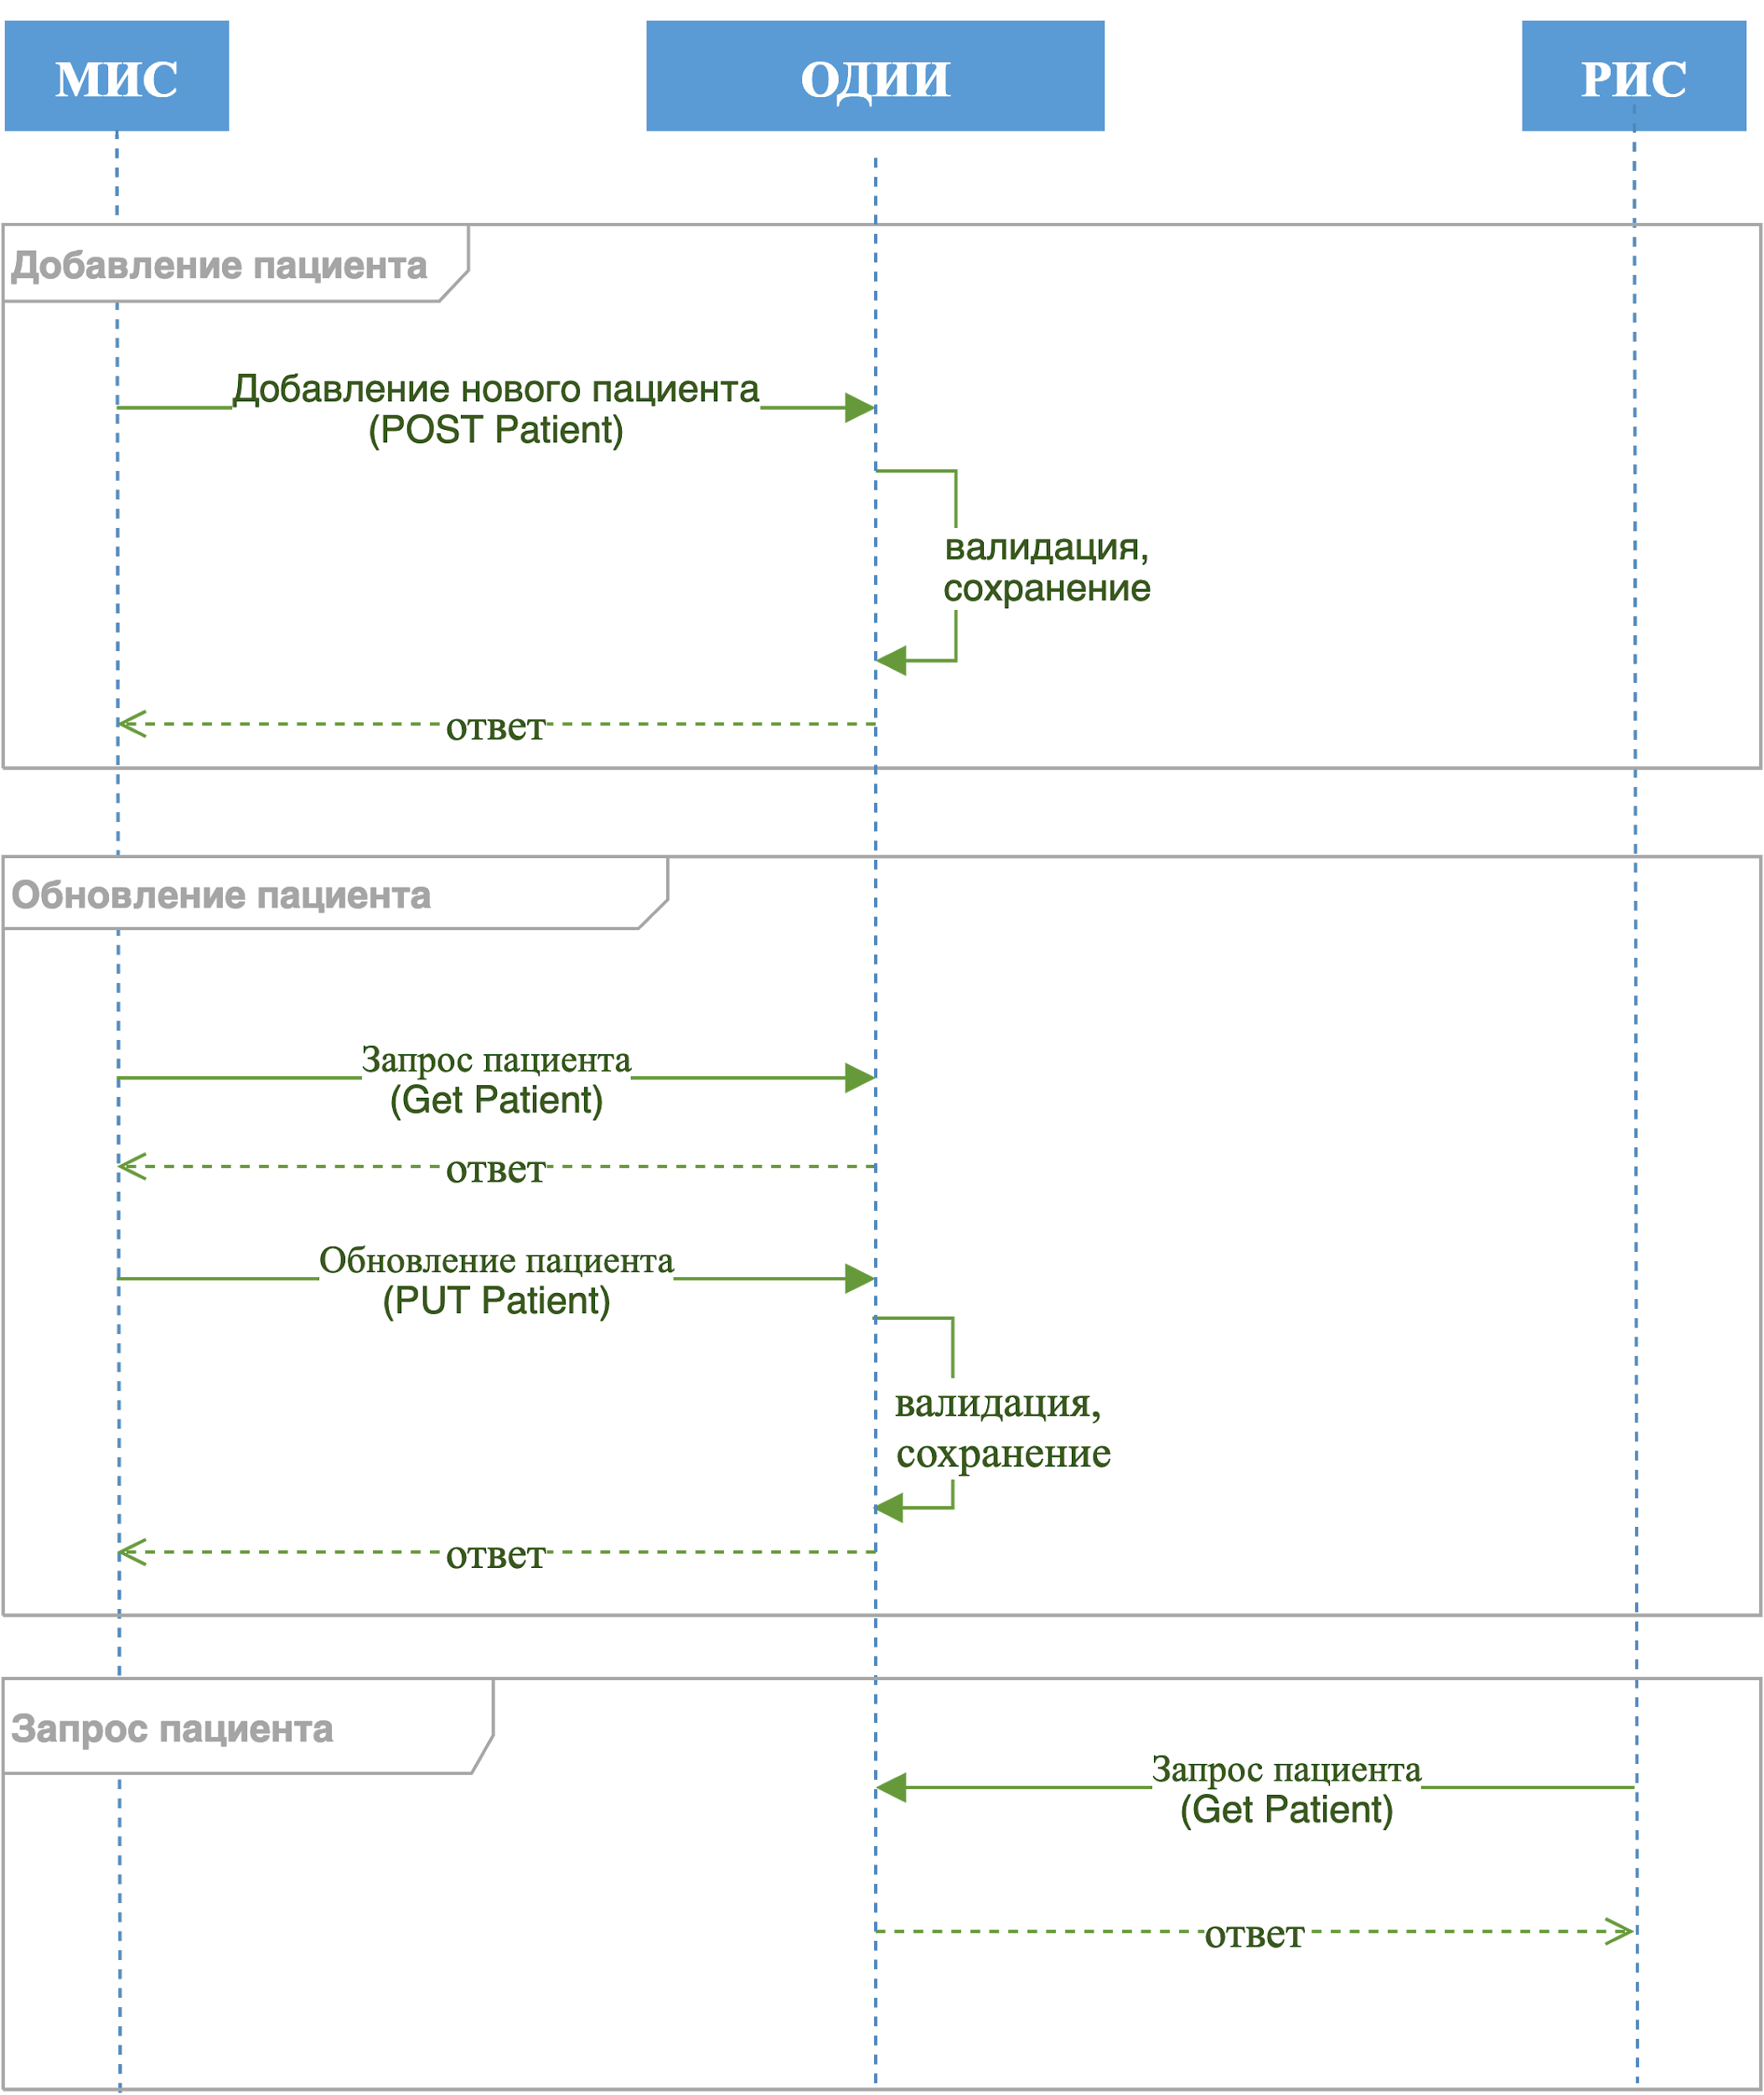 МИС
ОДИИ
РИС
Добавление пациента
Добавление нового пациента
(POST Patient)
валидация,
сохранение
ответ
Обновление пациента
Запрос пациента
(Get Patient)
ответ
Обновление пациента
(PUT Patient)
валидация,
сохранение
ответ
Запрос пациента
Запрос пациента
(Get Patient)
ответ